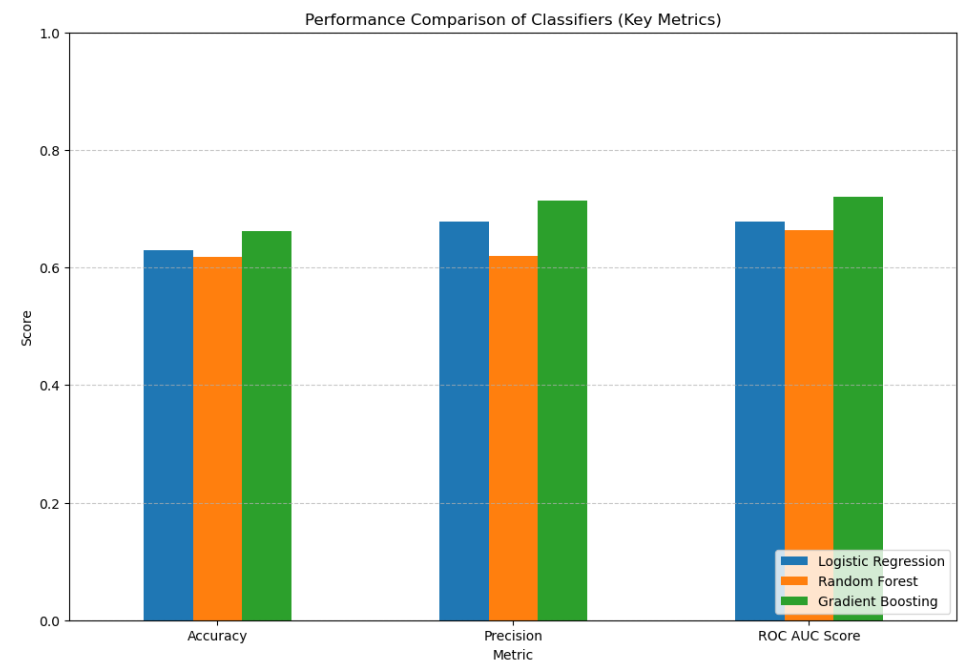 Performance Comparison of Classifiers (Key Metrics)
1.0
0.8
0.6
0.4
0.2
0.0
Score
Accuracy
Precision
ROC AUC Score
Metric
Logistic Regression
Random Forest
Gradient Boosting